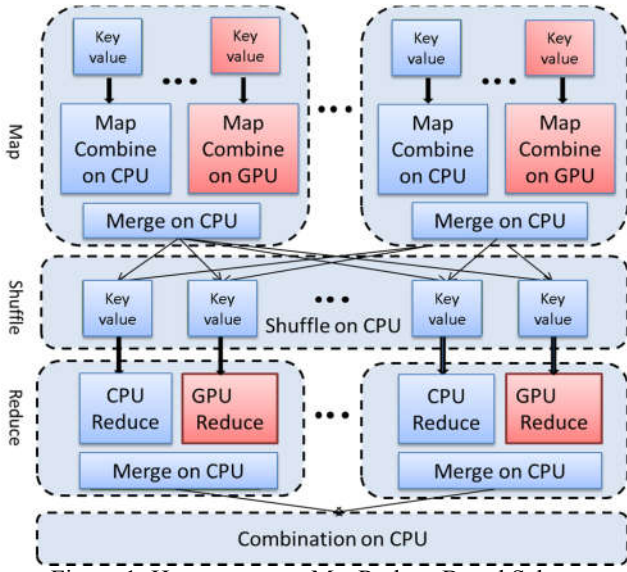 Key Key Key Key
value value value value
Map Map Map Map
Combine Combine Combine Combine
on CPU on GPU on CPU on GPU
Map
Merge on CPU Merge on CPU
Shuffle
Key Key Key Key
value value value value
Shuffle on CPU
Reduce
CPU GPU CPU GPU
Reduce Reduce Reduce Reduce
Merge on CPU Merge on CPU
Combination on CPU